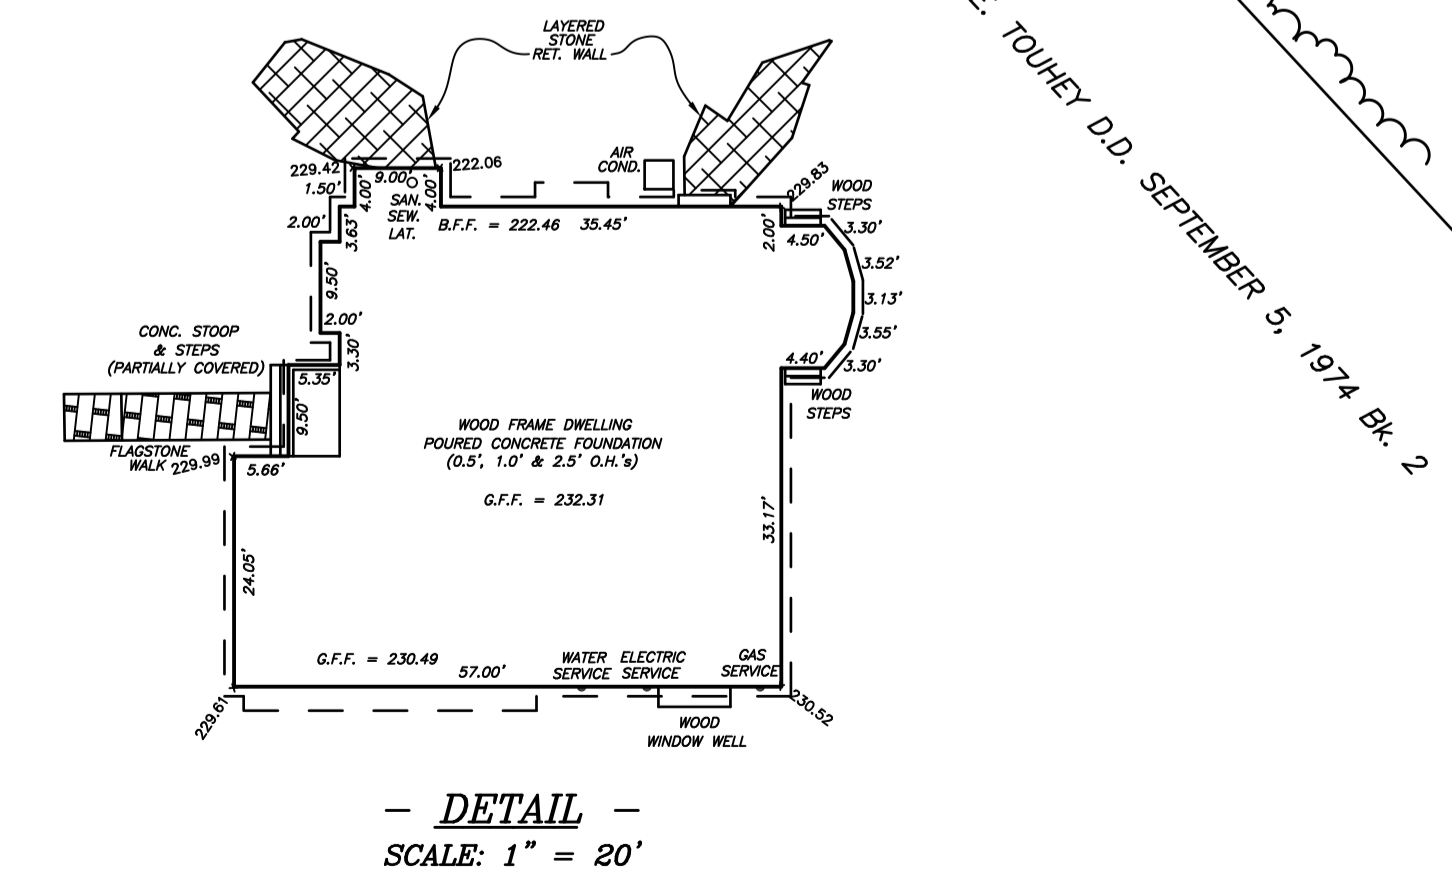 LAYERED
STONE
RET. WALL
E. TOUHEY D.D. SEPTEMBER 5, 1974 Bk. 2
AIR
COND.
229.42
222.06
9.00'
1.50'
4.00'
4.00'
SAN.
SEW.
LAT.
229.83
WOOD
STEPS
2.00'
3.63'
B.F.F. = 222.46
35.45'
2.00'
4.50'
3.30'
3.52'
9.50'
3.13'
2.00'
3.55'
CONC. STOOP
& STEPS
(PARTIALLY COVERED)
3.30'
4.40'
3.30'
5.35'
9.50'
WOOD
STEPS
WOOD FRAME DWELLING
POURED CONCRETE FOUNDATION
(0.5', 1.0' & 2.5' O.H.'s)
FLAGSTONE
WALK
229.99
5.66'
G.F.F. = 232.31
33.17'
24.05'
G.F.F. = 230.49
57.00'
WATER
SERVICE
ELECTRIC
SERVICE
GAS
SERVICE
229.61
230.52
WOOD
WINDOW WELL
- DETAIL -
SCALE: 1" = 20'